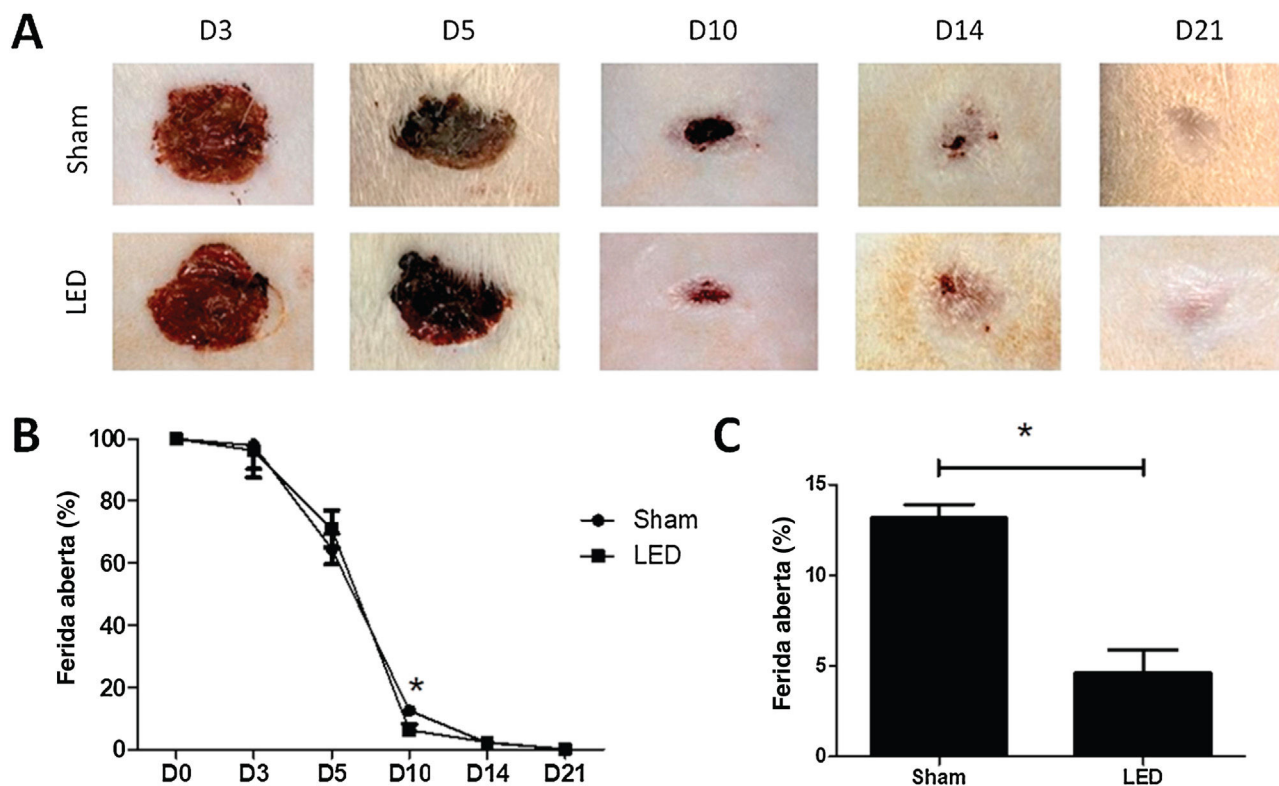 A
D3 D5 D10 D14 D21
Sham
LED
B
Ferida aberta (%)
100
80
60
40
20
0
D0 D3 D5 D10 D14 D21
*
Sham
LED
C
*
Ferida aberta (%)
15
10
5
0
Sham LED